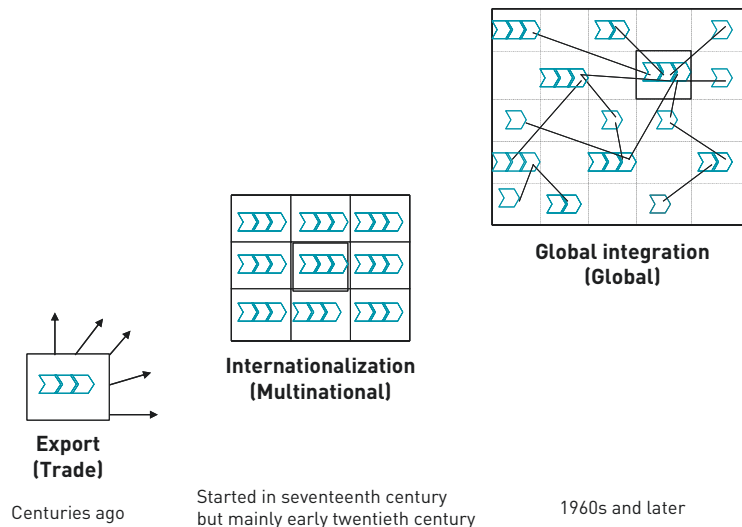 Global integration
(Global)
Internationalization
(Multinational)
Export
(Trade)
Centuries ago
Started in seventeenth century
but mainly early twentieth century
1960s and later